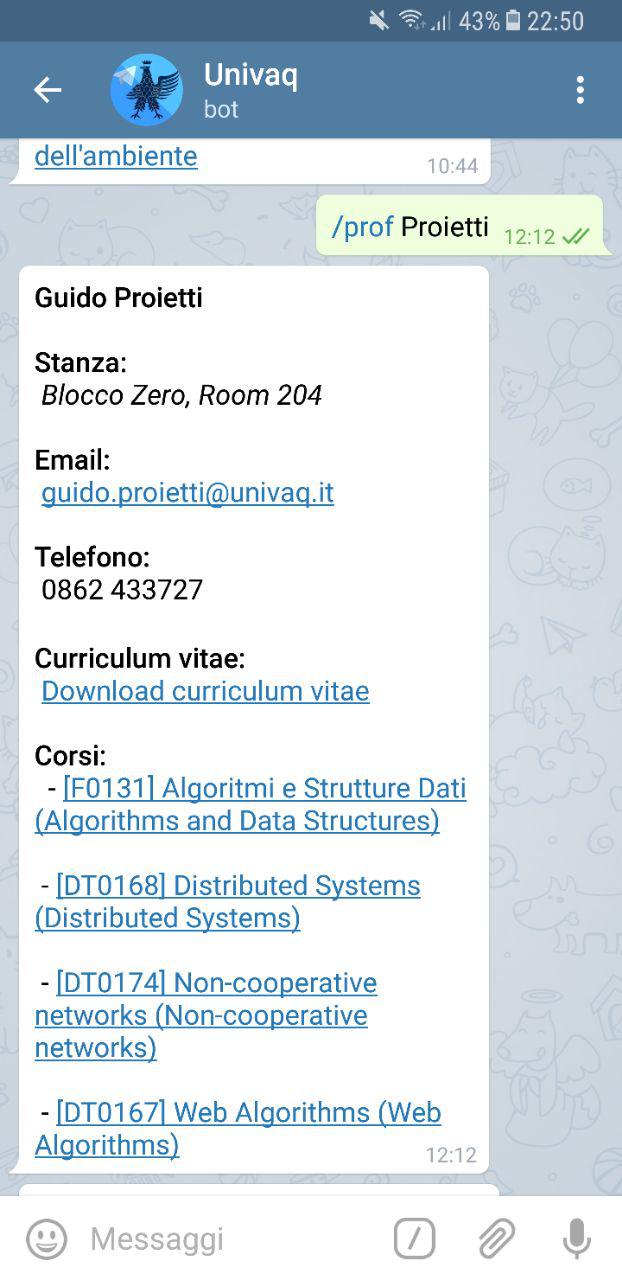 43% 22:50
Univaq
bot
dell'ambiente
10:44
/prof Proietti 12:12
Guido Proietti
Stanza:
Blocco Zero, Room 204
Email:
guido.proietti@univaq.it
Telefono:
0862 433727
Curriculum vitae:
Download curriculum vitae
Corsi:
- [F0131] Algoritmi e Strutture Dati
(Algorithms and Data Structures)
- [DT0168] Distributed Systems
(Distributed Systems)
- [DT0174] Non-cooperative
networks (Non-cooperative
networks)
- [DT0167] Web Algorithms (Web
Algorithms)
12:12
Messaggi